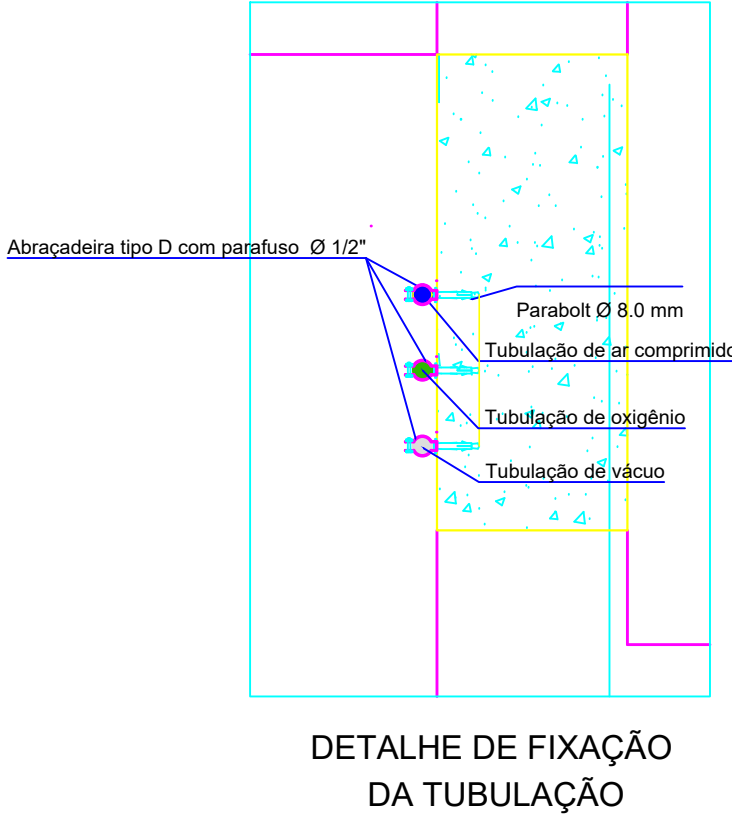 Abraçadeira tipo D com parafuso Ø 1/2"
Parabolt Ø 8.0 mm
Tubulação de ar comprimido
Tubulação de oxigênio
Tubulação de vácuo
DETALHE DE FIXAÇÃO
DA TUBULAÇÃO